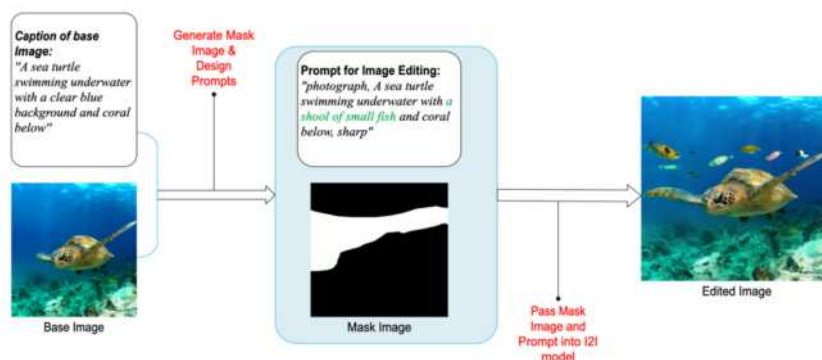 Caption of base
Image:
"A sea turtle
swimming underwater
with a clear blue
background and coral
below"
Base Image
Generate Mask
Image &
Design
Prompts
Prompt for Image Editing:
"photograph, A sea turtle
swimming underwater with a
shool of small fish and coral
below, sharp"
Mask Image
Pass Mask
Image and
Prompt into I2I
model
Edited Image